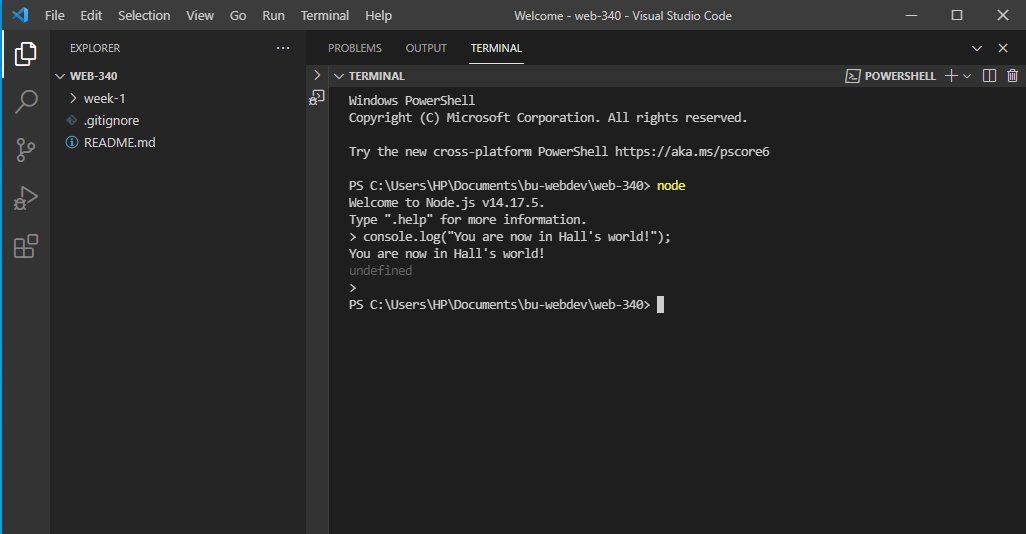 File Edit Selection View Go Run Terminal Help Welcome - web-340 - Visual Studio Code
EXPLORER ···
WEB-340
week-1
.gitignore
README.md
PROBLEMS OUTPUT TERMINAL
TERMINAL POWERSHELL
Windows PowerShell
Copyright (C) Microsoft Corporation. All rights reserved.
Try the new cross-platform PowerShell https://aka.ms/pscore6
PS C:\Users\HP\Documents\bu-webdev\web-340> node
Welcome to Node.js v14.17.5.
Type ".help" for more information.
> console.log("You are now in Hall's world!");
You are now in Hall's world!
undefined
>
PS C:\Users\HP\Documents\bu-webdev\web-340>